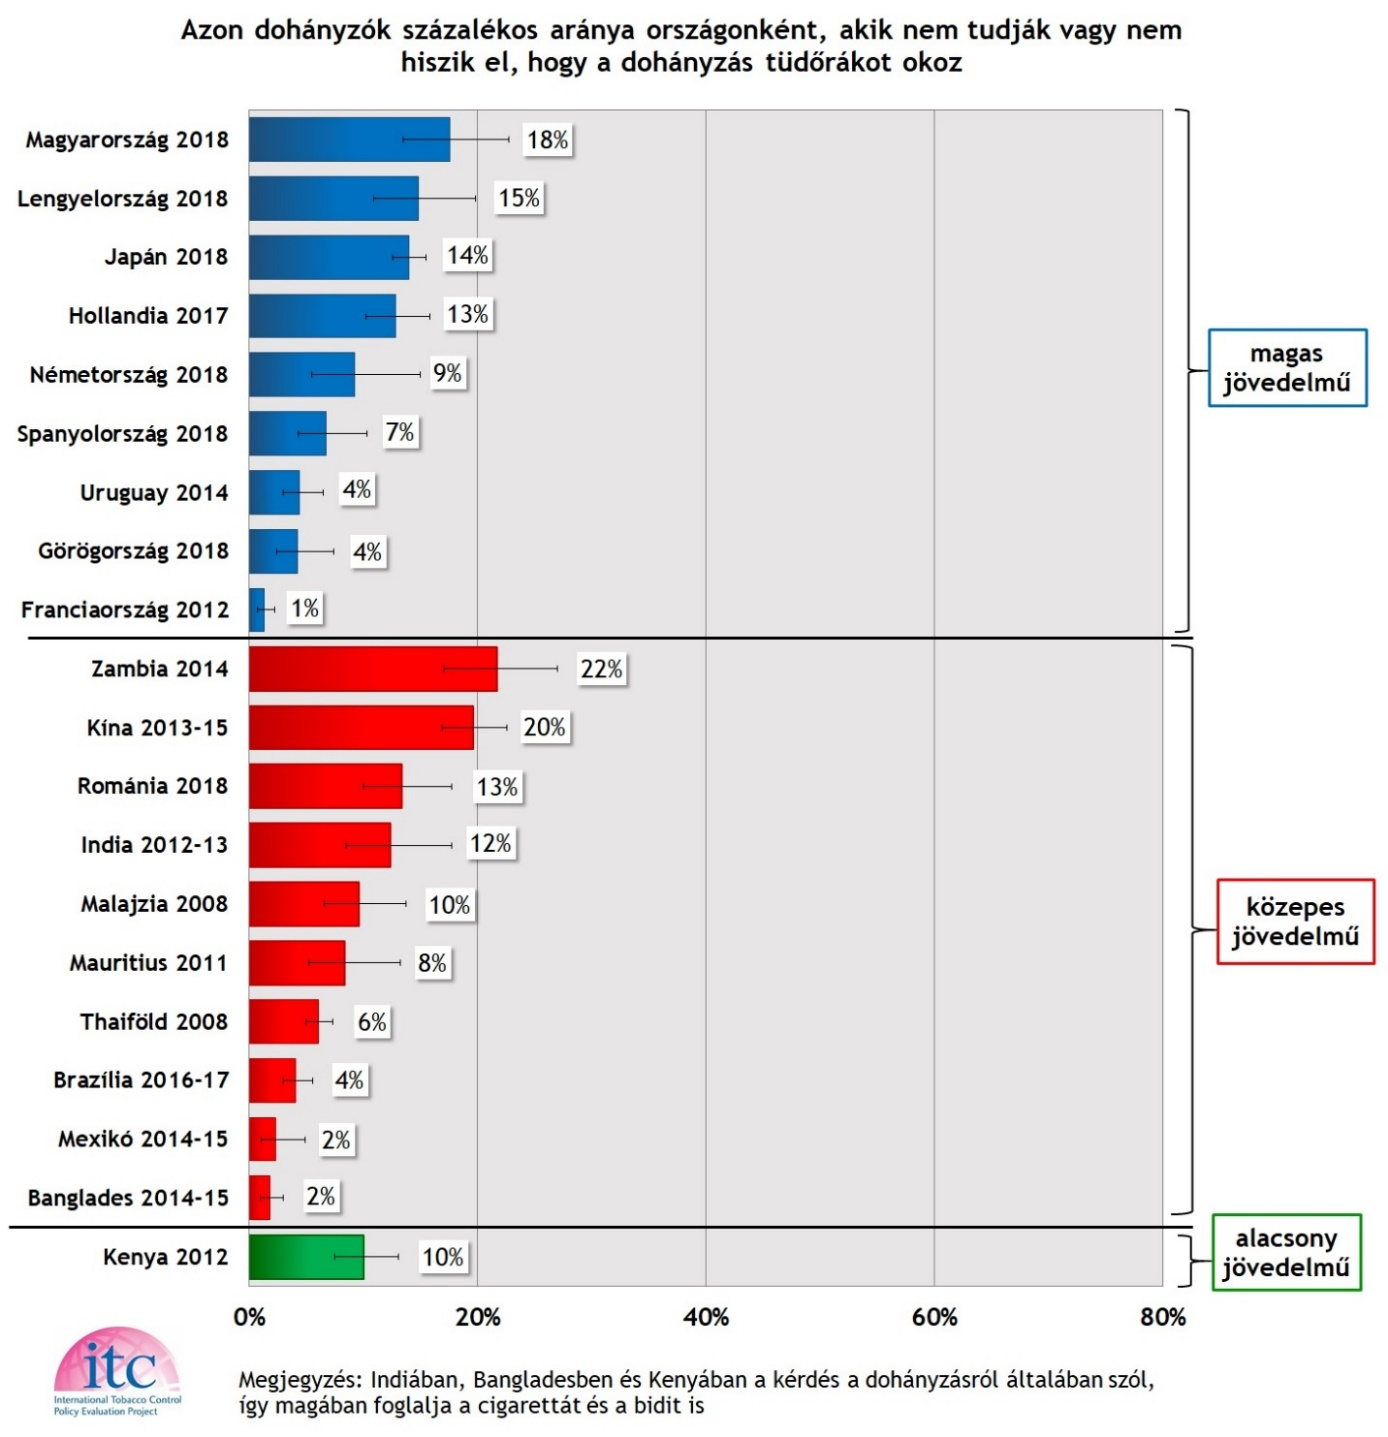 Azon dohányzók százalékos aránya országonként, akik nem tudják vagy nem
hiszik el, hogy a dohányzás tüdőrákot okoz
Magyarország 2018 18%
Lengyelország 2018 15%
Japán 2018 14%
Hollandia 2017 13%
Németország 2018 9%
Spanyolország 2018 7%
Uruguay 2014 4%
Görögország 2018 4%
Franciaország 2012 1%
magas
jövedelmű
Zambia 2014 22%
Kína 2013-15 20%
Románia 2018 13%
India 2012-13 12%
Malajzia 2008 10%
Mauritius 2011 8%
Thaiföld 2008 6%
Brazília 2016-17 4%
Mexikó 2014-15 2%
Banglades 2014-15 2%
közepes
jövedelmű
Kenya 2012 10%
alacsony
jövedelmű
0% 20% 40% 60% 80%
itc
International Tobacco Control
Policy Evaluation Project
Megjegyzés: Indiában, Bangladesben és Kenyában a kérdés a dohányzásról általában szól,
így magában foglalja a cigarettát és a bidit is